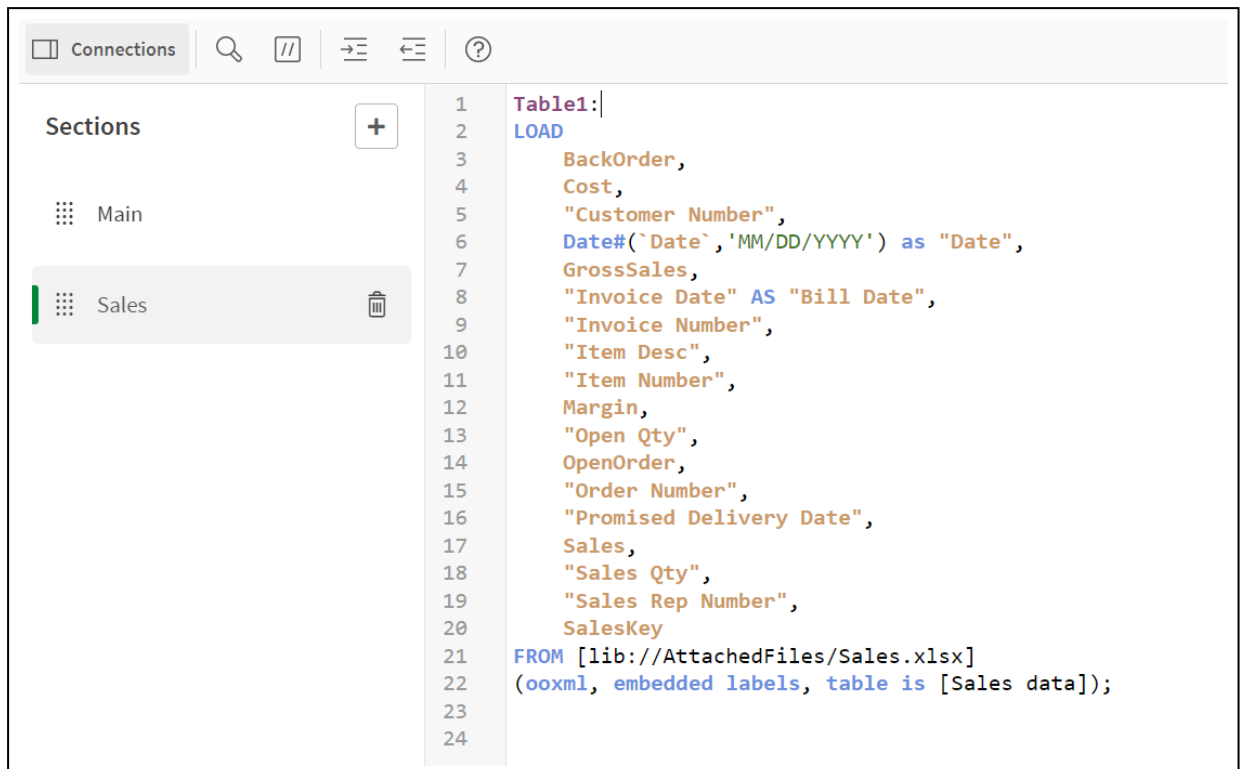 Connections
Sections
+
Main
Sales
1 Table1:
2 LOAD
3 BackOrder,
4 Cost,
5 "Customer Number",
6 Date#(`Date`,'MM/DD/YYYY') as "Date",
7 GrossSales,
8 "Invoice Date" AS "Bill Date",
9 "Invoice Number",
10 "Item Desc",
11 "Item Number",
12 Margin,
13 "Open Qty",
14 OpenOrder,
15 "Order Number",
16 "Promised Delivery Date",
17 Sales,
18 "Sales Qty",
19 "Sales Rep Number",
20 SalesKey
21 FROM [lib://AttachedFiles/Sales.xlsx]
22 (ooxml, embedded labels, table is [Sales data]);
23
24